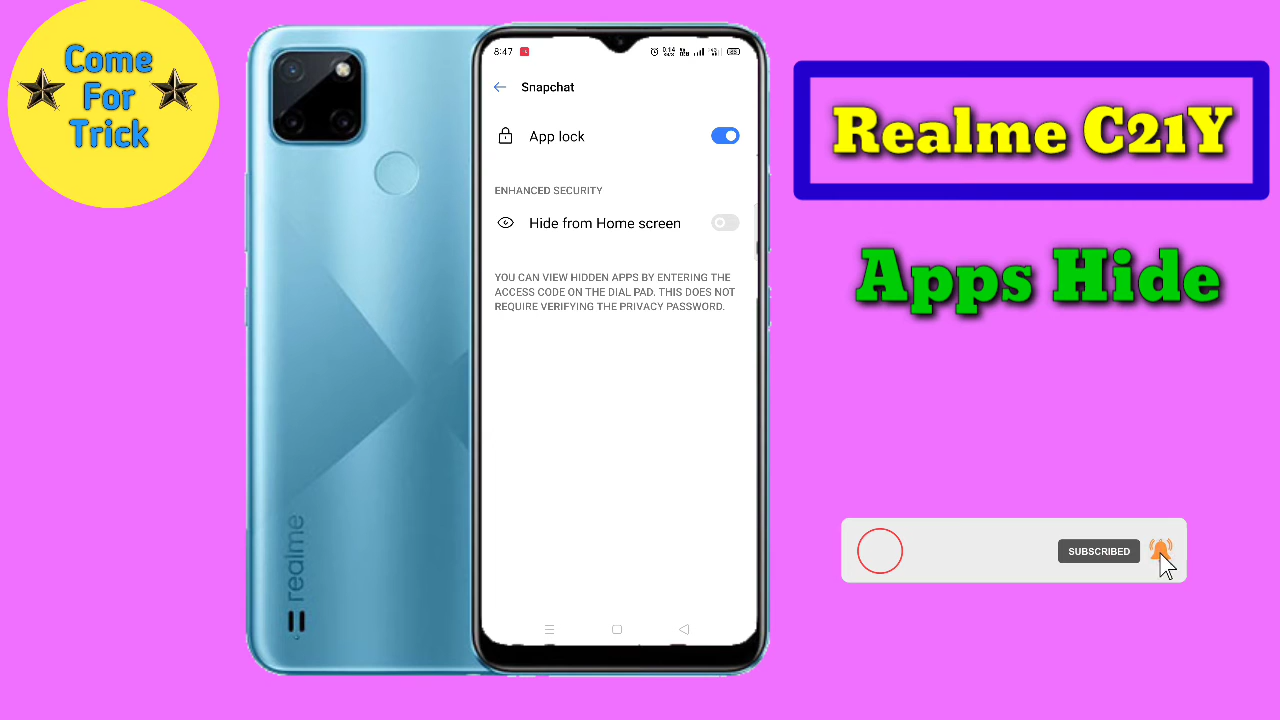 Come
For
Trick
8:47
Snapchat
App lock
ENHANCED SECURITY
Hide from Home screen
YOU CAN VIEW HIDDEN APPS BY ENTERING THE
ACCESS CODE ON THE DIAL PAD. THIS DOES NOT
REQUIRE VERIFYING THE PRIVACY PASSWORD.
realme
Realme C21Y
Apps Hide
SUBSCRIBED